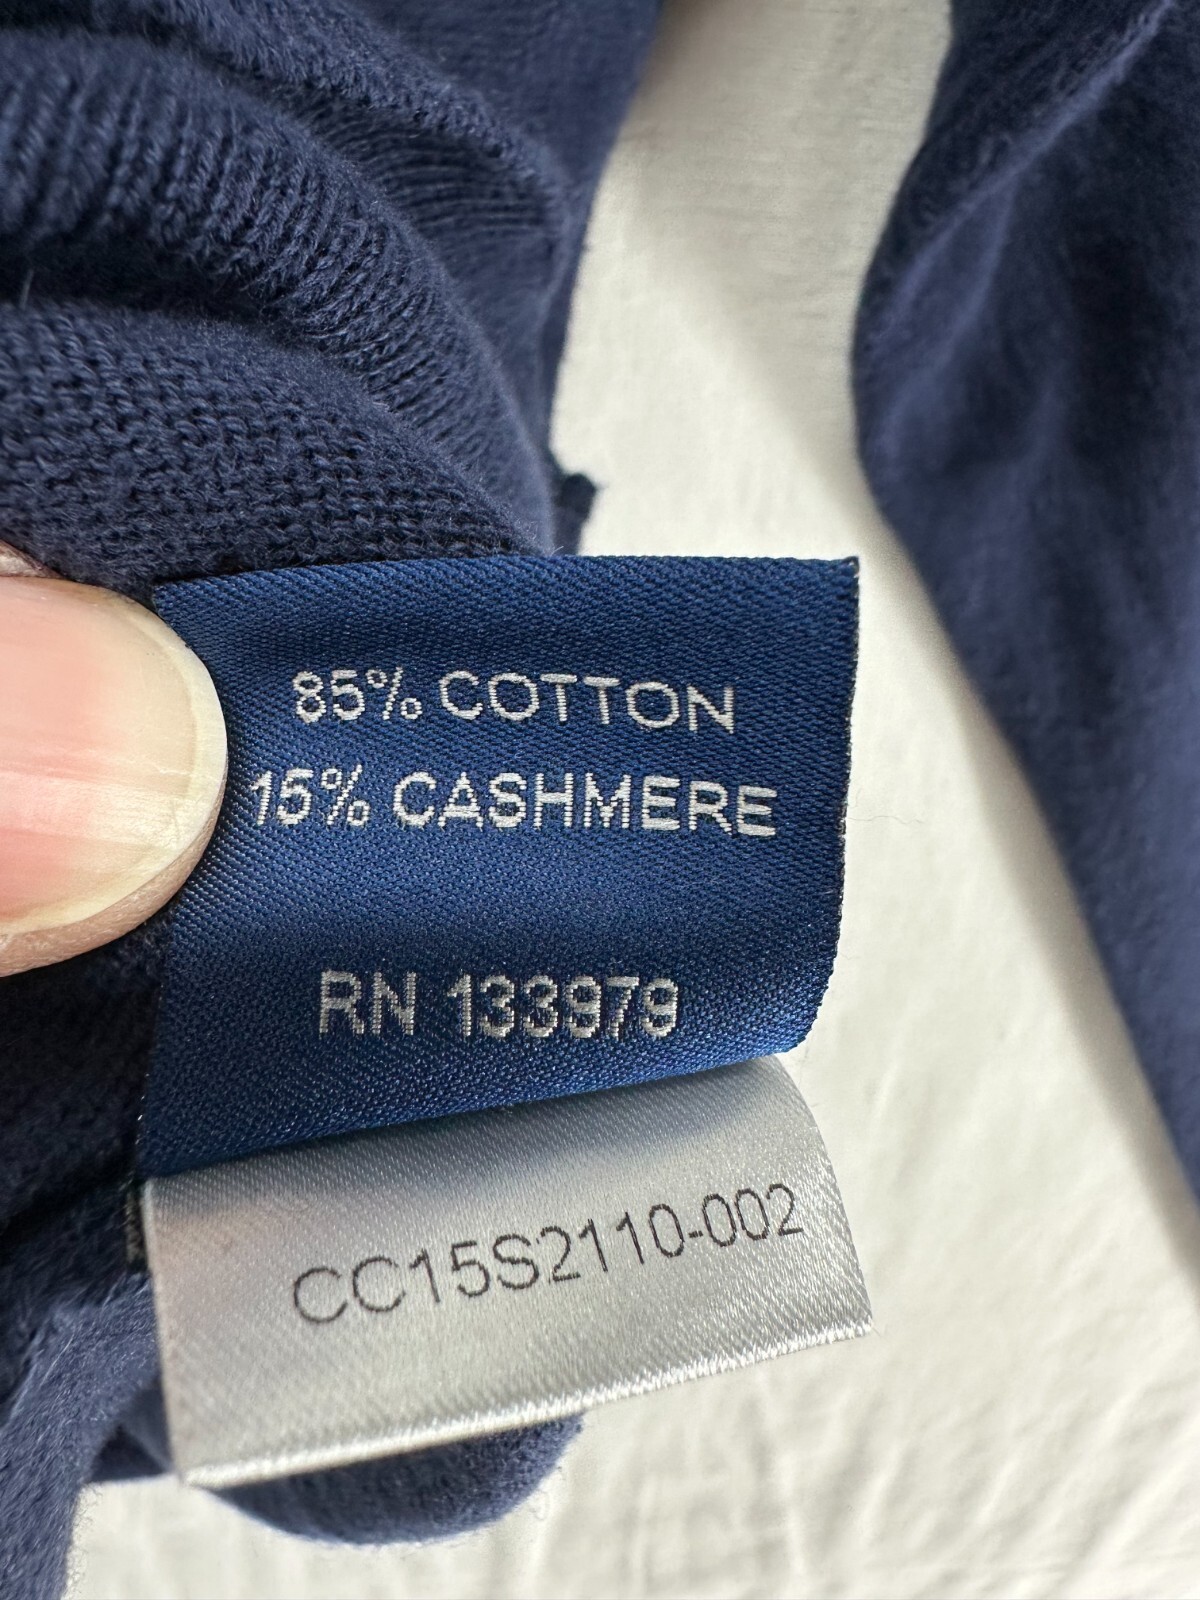 85% COTTON
15% CASHMERE
RN 133979
CC15S2110-002